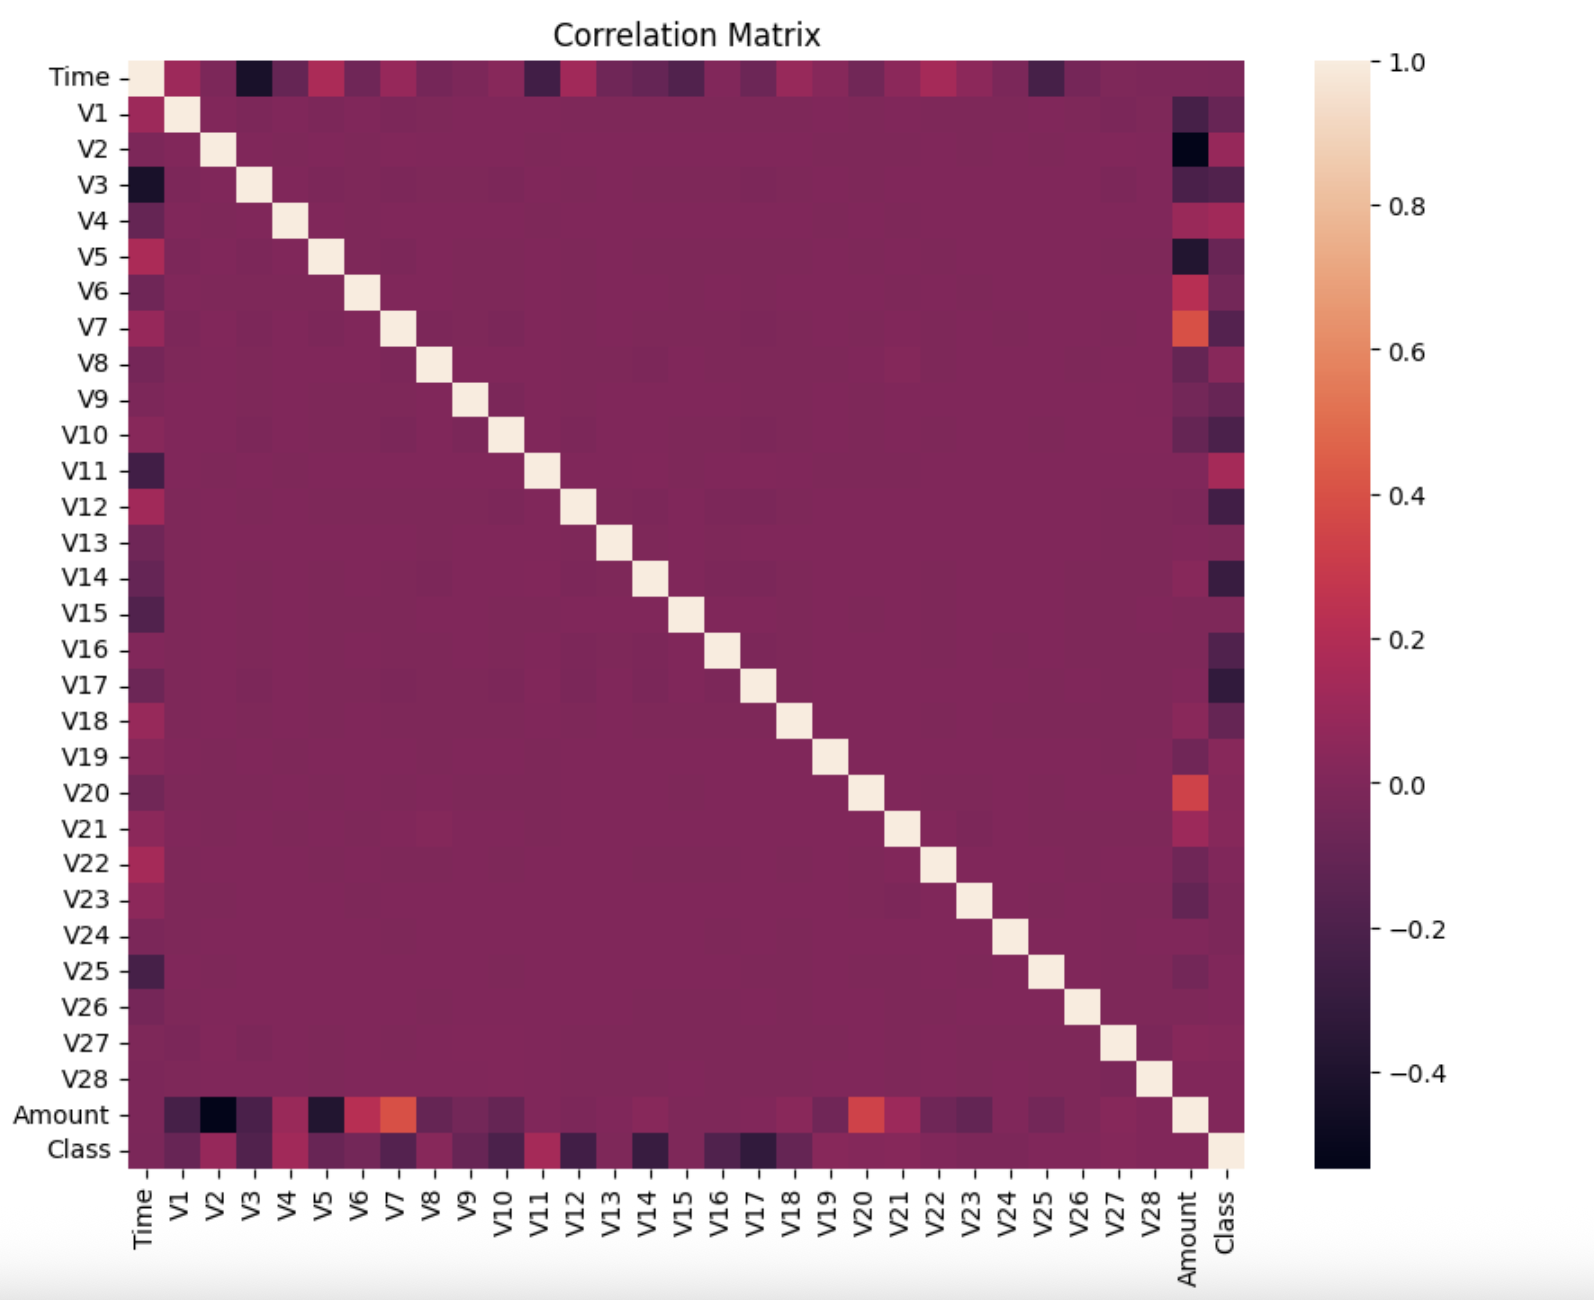 Correlation Matrix
Time
V1
V2
V3
V4
V5
V6
V7
V8
V9
V10
V11
V12
V13
V14
V15
V16
V17
V18
V19
V20
V21
V22
V23
V24
V25
V26
V27
V28
Amount
Class
Time V1 V2 V3 V4 V5 V6 V7 V8 V9 V10 V11 V12 V13 V14 V15 V16 V17 V18 V19 V20 V21 V22 V23 V24 V25 V26 V27 V28 Amount Class
1.0
0.8
0.6
0.4
0.2
0.0
−0.2
−0.4